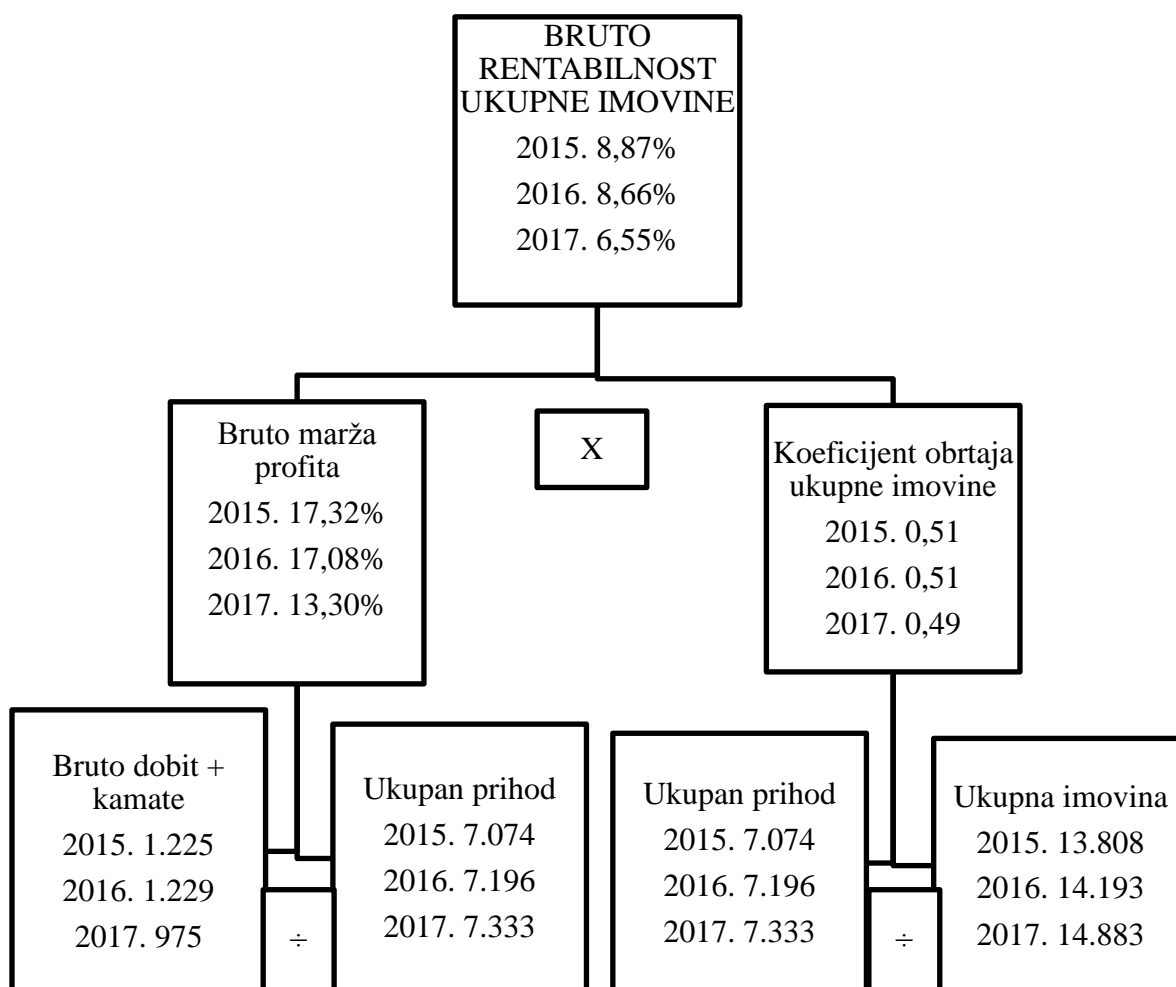 BRUTO
RENTABILNOST
UKUPNE IMOVINE
2015. 8,87%
2016. 8,66%
2017. 6,55%
Bruto marža
profita
2015. 17,32%
2016. 17,08%
2017. 13,30%
X
Koeficijent obrtaja
ukupne imovine
2015. 0,51
2016. 0,51
2017. 0,49
Bruto dobit +
kamate
2015. 1.225
2016. 1.229
2017. 975
÷
Ukupan prihod
2015. 7.074
2016. 7.196
2017. 7.333
Ukupan prihod
2015. 7.074
2016. 7.196
2017. 7.333
÷
Ukupna imovina
2015. 13.808
2016. 14.193
2017. 14.883